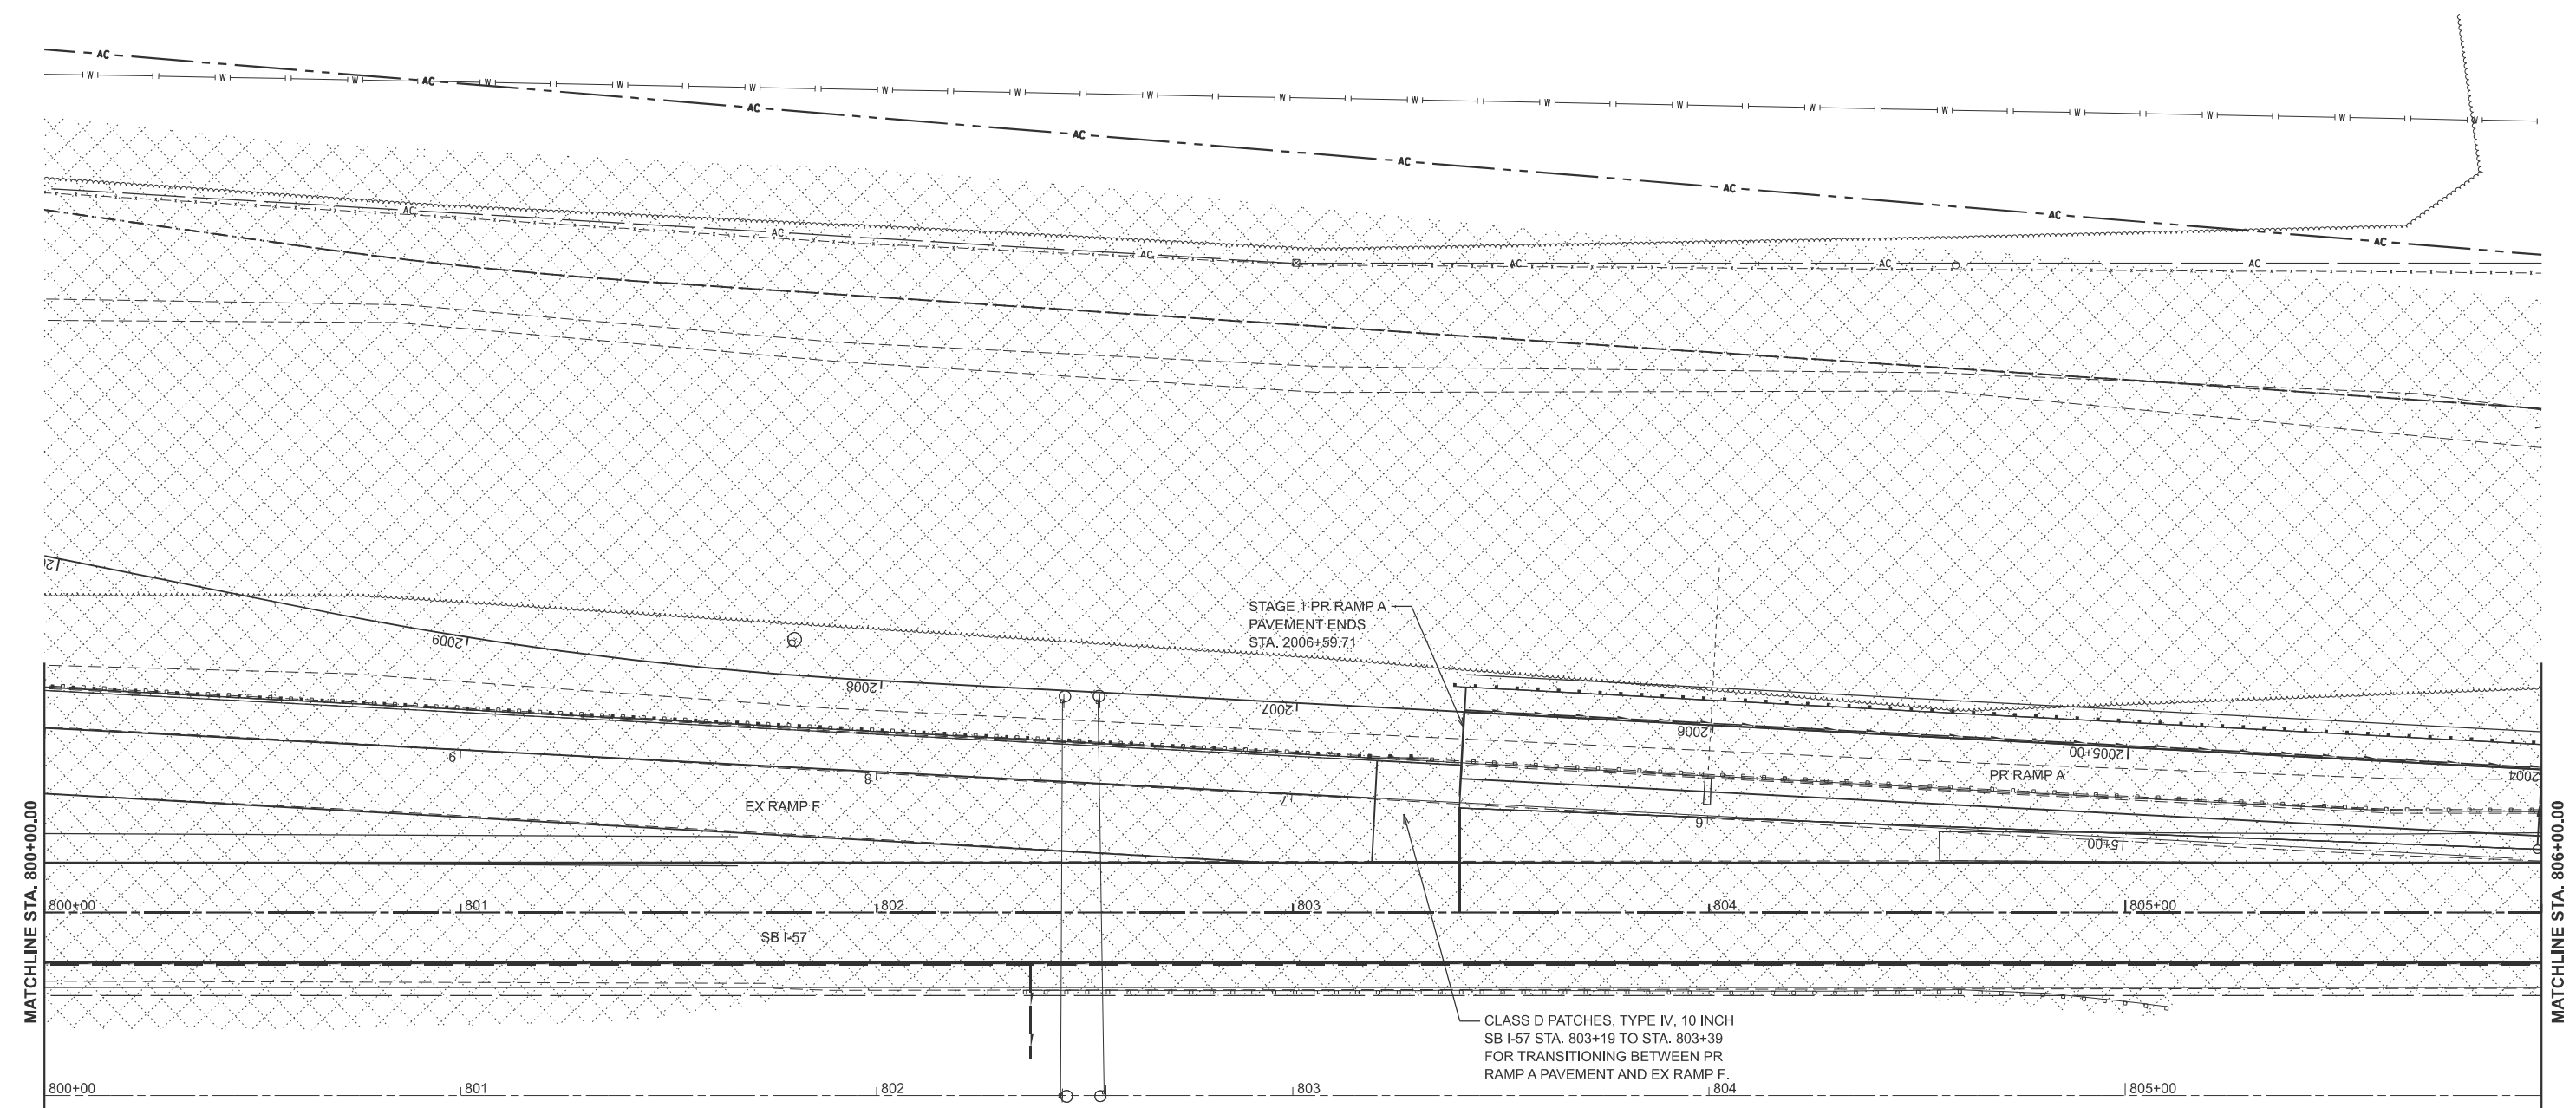 AC AC AC AC AC AC AC AC
W W W W W W W W W W W W W W W W W W W
AC AC AC AC AC AC
2009
2008
2007
2006
2005+00
2004
STAGE 1 PR RAMP A
PAVEMENT ENDS
STA. 2006+59.71
PR RAMP A
9
8
7
6
5+00
EX RAMP F
MATCHLINE STA. 800+00.00
MATCHLINE STA. 806+00.00
800+00 801 802 803 804 805+00
SB I-57
CLASS D PATCHES, TYPE IV, 10 INCH
SB I-57 STA. 803+19 TO STA. 803+39
FOR TRANSITIONING BETWEEN PR
RAMP A PAVEMENT AND EX RAMP F.
800+00 801 802 803 804 805+00